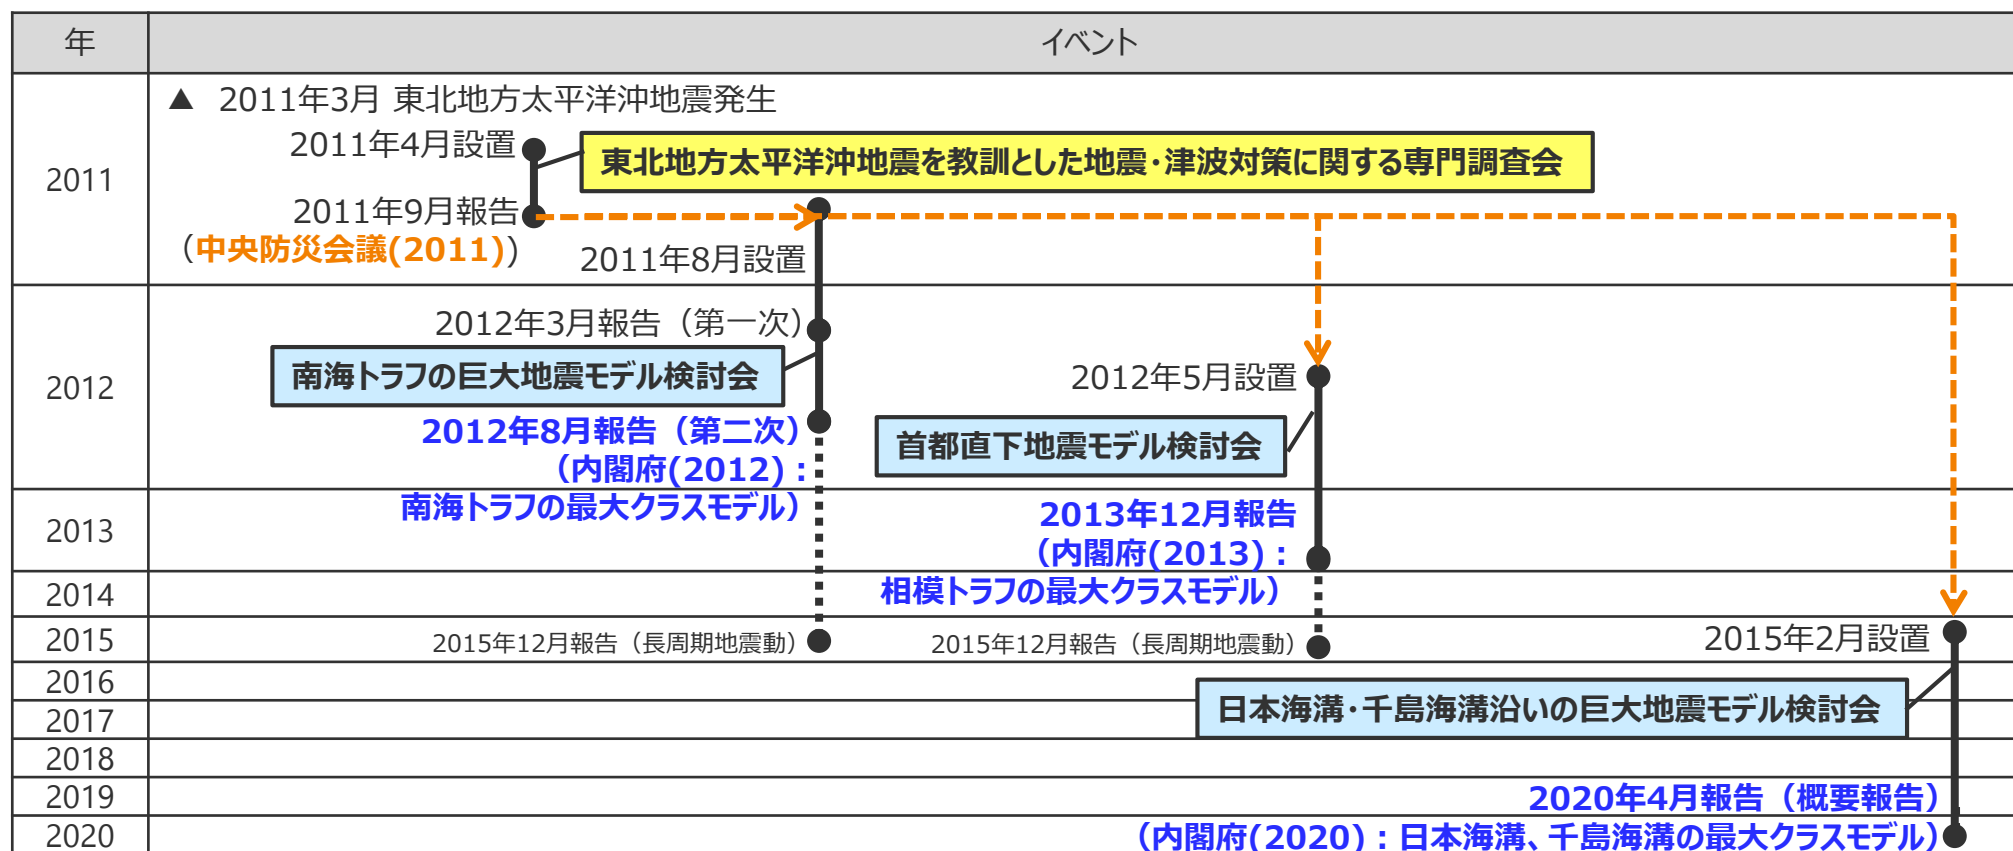 年
イベント
2011
▲ 2011年3月 東北地方太平洋沖地震発生
2011年4月設置
東北地方太平洋沖地震を教訓とした地震・津波対策に関する専門調査会
2011年9月報告
（中央防災会議(2011)）
2011年8月設置
2012
2012年3月報告（第一次）
南海トラフの巨大地震モデル検討会
2012年8月報告（第二次）
（内閣府(2012)：
南海トラフの最大クラスモデル）
2012年5月設置
首都直下地震モデル検討会
2013
2013年12月報告
（内閣府(2013)：
相模トラフの最大クラスモデル）
2014
2015
2015年12月報告（長周期地震動）
2015年12月報告（長周期地震動）
2015年2月設置
2016
日本海溝・千島海溝沿いの巨大地震モデル検討会
2017
2018
2019
2020年4月報告（概要報告）
2020
（内閣府(2020)：日本海溝、千島海溝の最大クラスモデル）